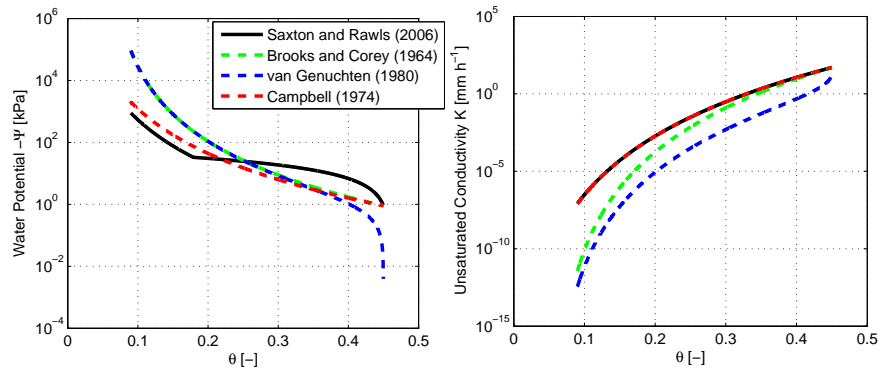 10^6
10^4
10^2
10^0
10^−2
10^−4
Water Potential −Ψ [kPa]
Saxton and Rawls (2006)
Brooks and Corey (1964)
van Genuchten (1980)
Campbell (1974)
0 0.1 0.2 0.3 0.4 0.5
θ [−]
10^5
10^0
10^−5
10^−10
10^−15
Unsaturated Conductivity K [mm h^−1]
0 0.1 0.2 0.3 0.4 0.5
θ [−]